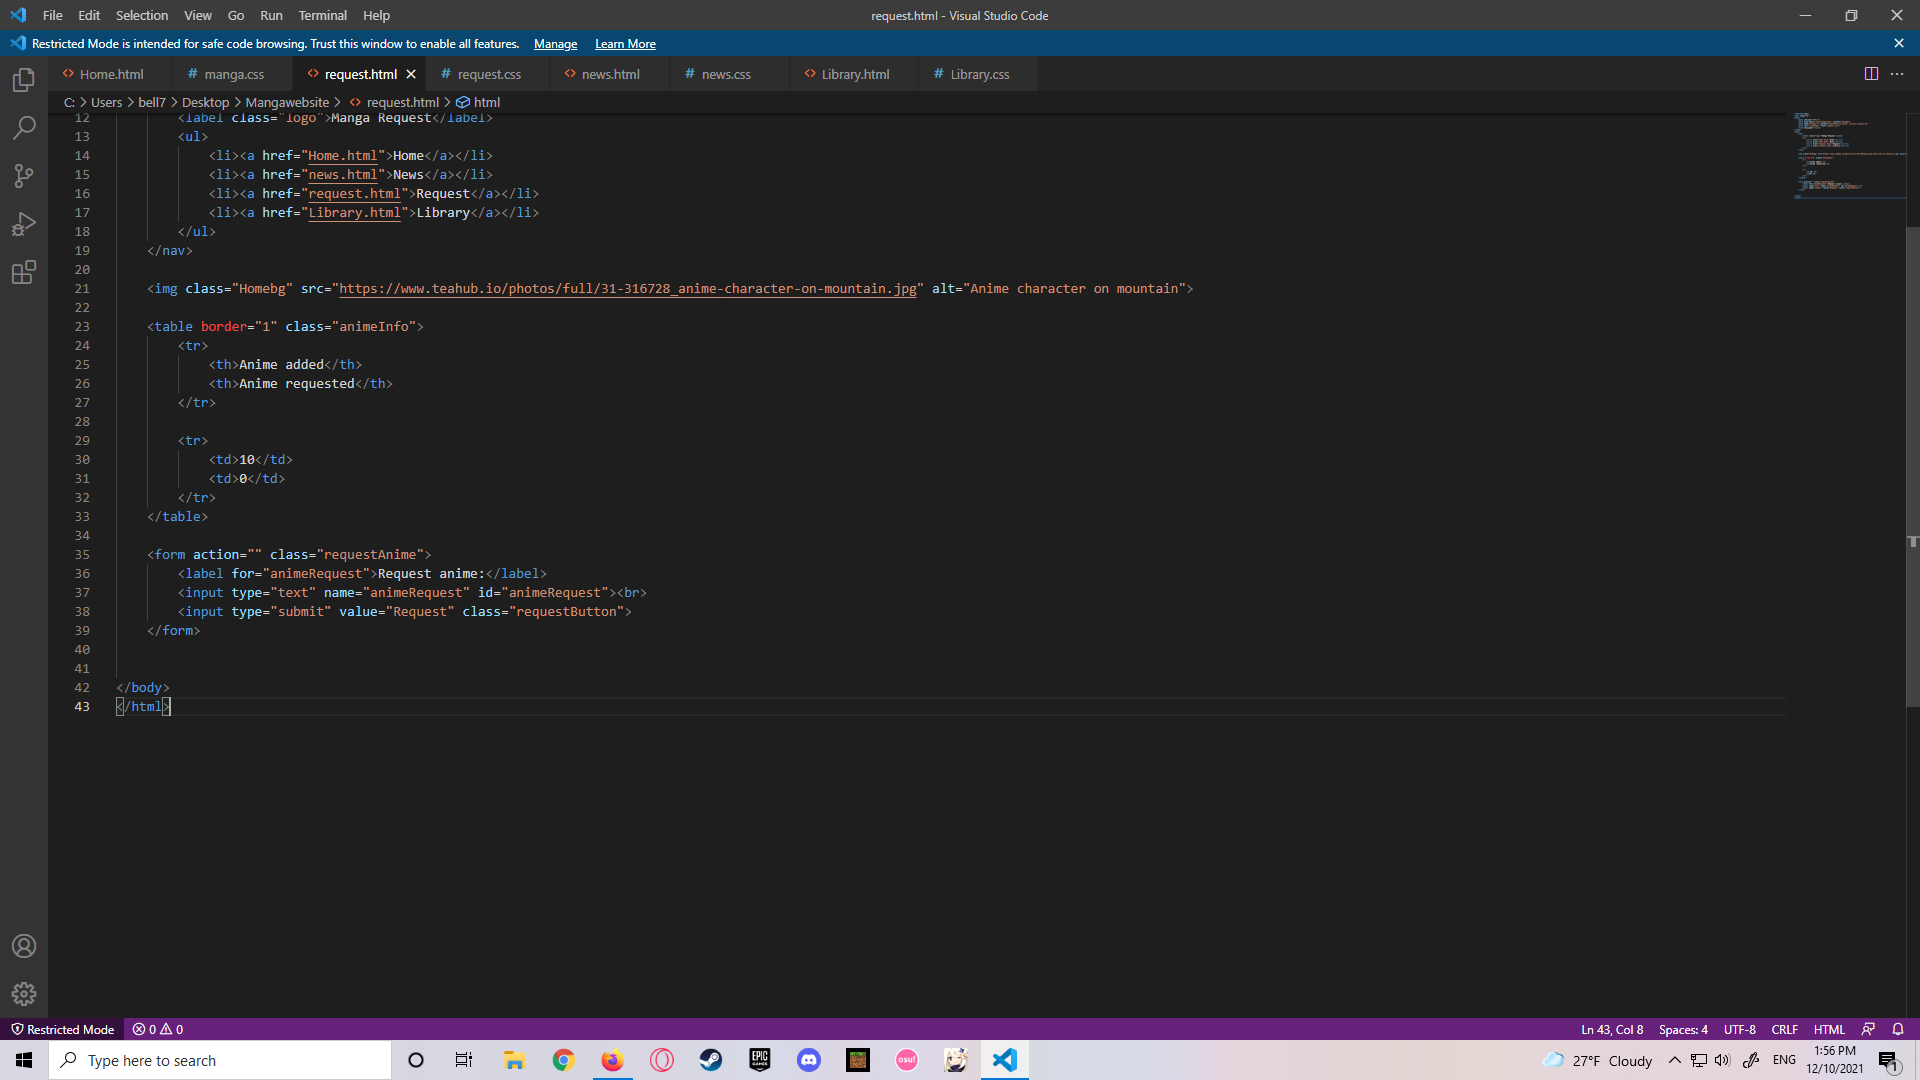 File Edit Selection View Go Run Terminal Help
request.html - Visual Studio Code
Restricted Mode is intended for safe code browsing. Trust this window to enable all features. Manage Learn More
Home.html manga.css request.html request.css news.html news.css Library.html Library.css
C: > Users > bell7 > Desktop > Mangawebsite > request.html > html
12 <label class="logo">Manga Request</label>
13 <ul>
14 <li><a href="Home.html">Home</a></li>
15 <li><a href="news.html">News</a></li>
16 <li><a href="request.html">Request</a></li>
17 <li><a href="Library.html">Library</a></li>
18 </ul>
19 </nav>
20
21 <img class="Homebg" src="https://www.teahub.io/photos/full/31-316728_anime-character-on-mountain.jpg" alt="Anime character on mountain">
22
23 <table border="1" class="animeInfo">
24 <tr>
25 <th>Anime added</th>
26 <th>Anime requested</th>
27 </tr>
28
29 <tr>
30 <td>10</td>
31 <td>0</td>
32 </tr>
33 </table>
34
35 <form action="" class="requestAnime">
36 <label for="animeRequest">Request anime:</label>
37 <input type="text" name="animeRequest" id="animeRequest"><br>
38 <input type="submit" value="Request" class="requestButton">
39 </form>
40
41
42 </body>
43 </html>
Restricted Mode 0 0 Ln 43, Col 8 Spaces: 4 UTF-8 CRLF HTML
Type here to search
EPIC GAMES
osu!
27°F Cloudy
ENG
1:56 PM
12/10/2021
1